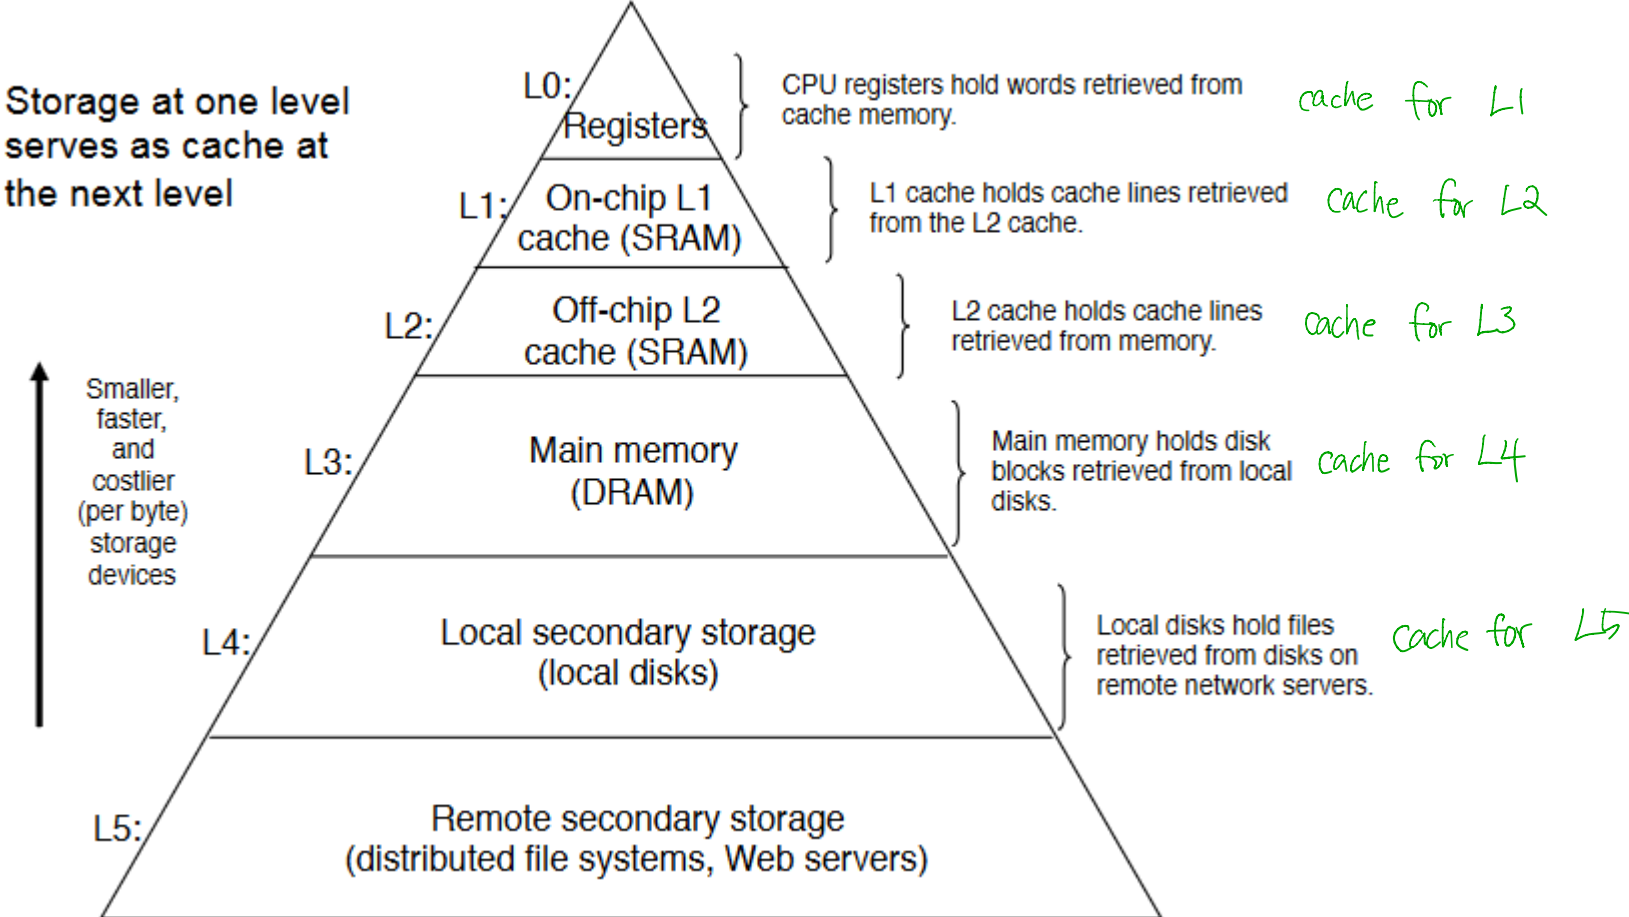 Storage at one level
serves as cache at
the next level
Smaller,
faster,
and
costlier
(per byte)
storage
devices
L0:
Registers
CPU registers hold words retrieved from
cache memory.
cache for L1
L1:
On-chip L1
cache (SRAM)
L1 cache holds cache lines retrieved
from the L2 cache.
cache for L2
L2:
Off-chip L2
cache (SRAM)
L2 cache holds cache lines
retrieved from memory.
cache for L3
L3:
Main memory
(DRAM)
Main memory holds disk
blocks retrieved from local
disks.
cache for L4
L4:
Local secondary storage
(local disks)
Local disks hold files
retrieved from disks on
remote network servers.
cache for L5
L5:
Remote secondary storage
(distributed file systems, Web servers)